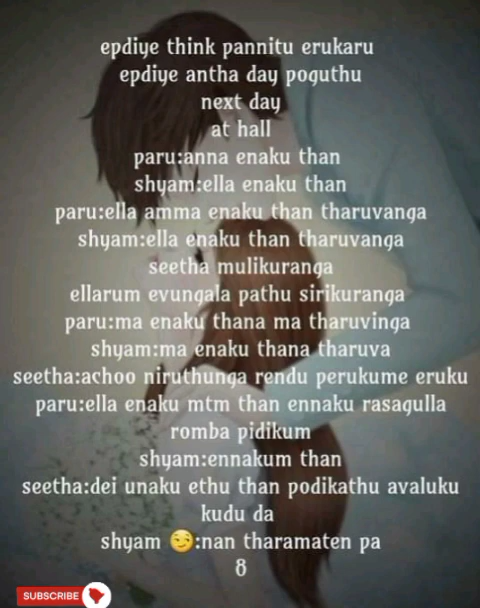 epdiye think pannitu erukaru
epdiye antha day poguthu
next day
at hall
paru:anna enaku than
shyam:ella enaku than
paru:ella amma enaku than tharuvanga
shyam:ella enaku than tharuvanga
seetha mulikuranga
ellarum evungala pathu sirikuranga
paru:ma enaku thana ma tharuvinga
shyam:ma enaku thana tharuva
seetha:achoo niruthunga rendu perukume eruku
paru:ella enaku mtm than ennaku rasagulla
romba pidikum
shyam:ennakum than
seetha:dei unaku ethu than podikathu avaluku
kudu da
shyam 😏:nan tharamaten pa
8
SUBSCRIBE